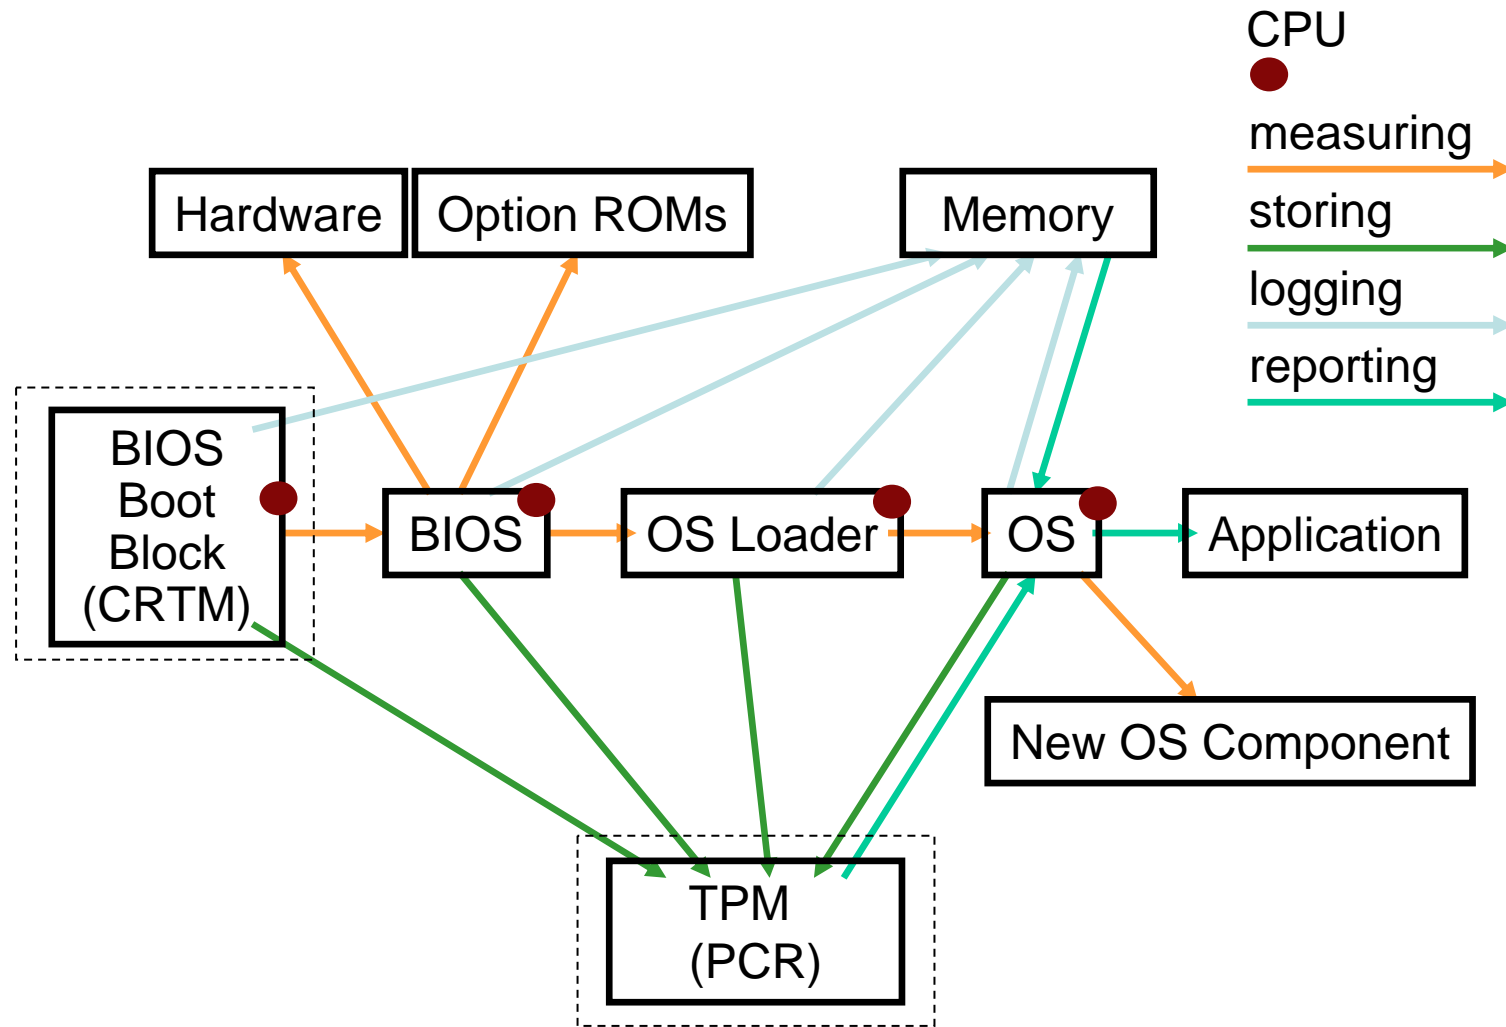 CPU
measuring
storing
logging
reporting
Hardware
Option ROMs
Memory
BIOS
Boot
Block
(CRTM)
BIOS
OS Loader
OS
Application
New OS Component
TPM
(PCR)